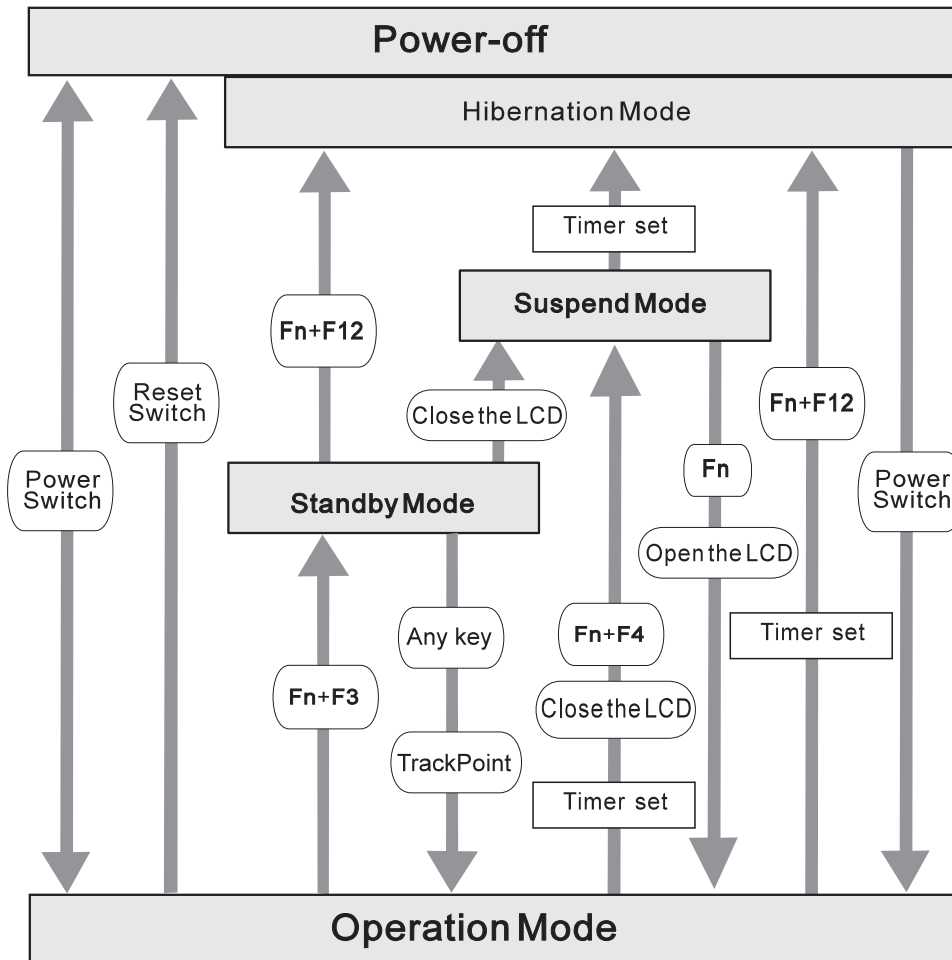 Power-off
Hibernation Mode
Timer set
Suspend Mode
Fn+F12
Reset
Switch
Close the LCD
Fn+F12
Power
Switch
Fn
Power
Switch
Standby Mode
Open the LCD
Any key
Fn+F4
Timer set
Fn+F3
Close the LCD
TrackPoint
Timer set
Operation Mode